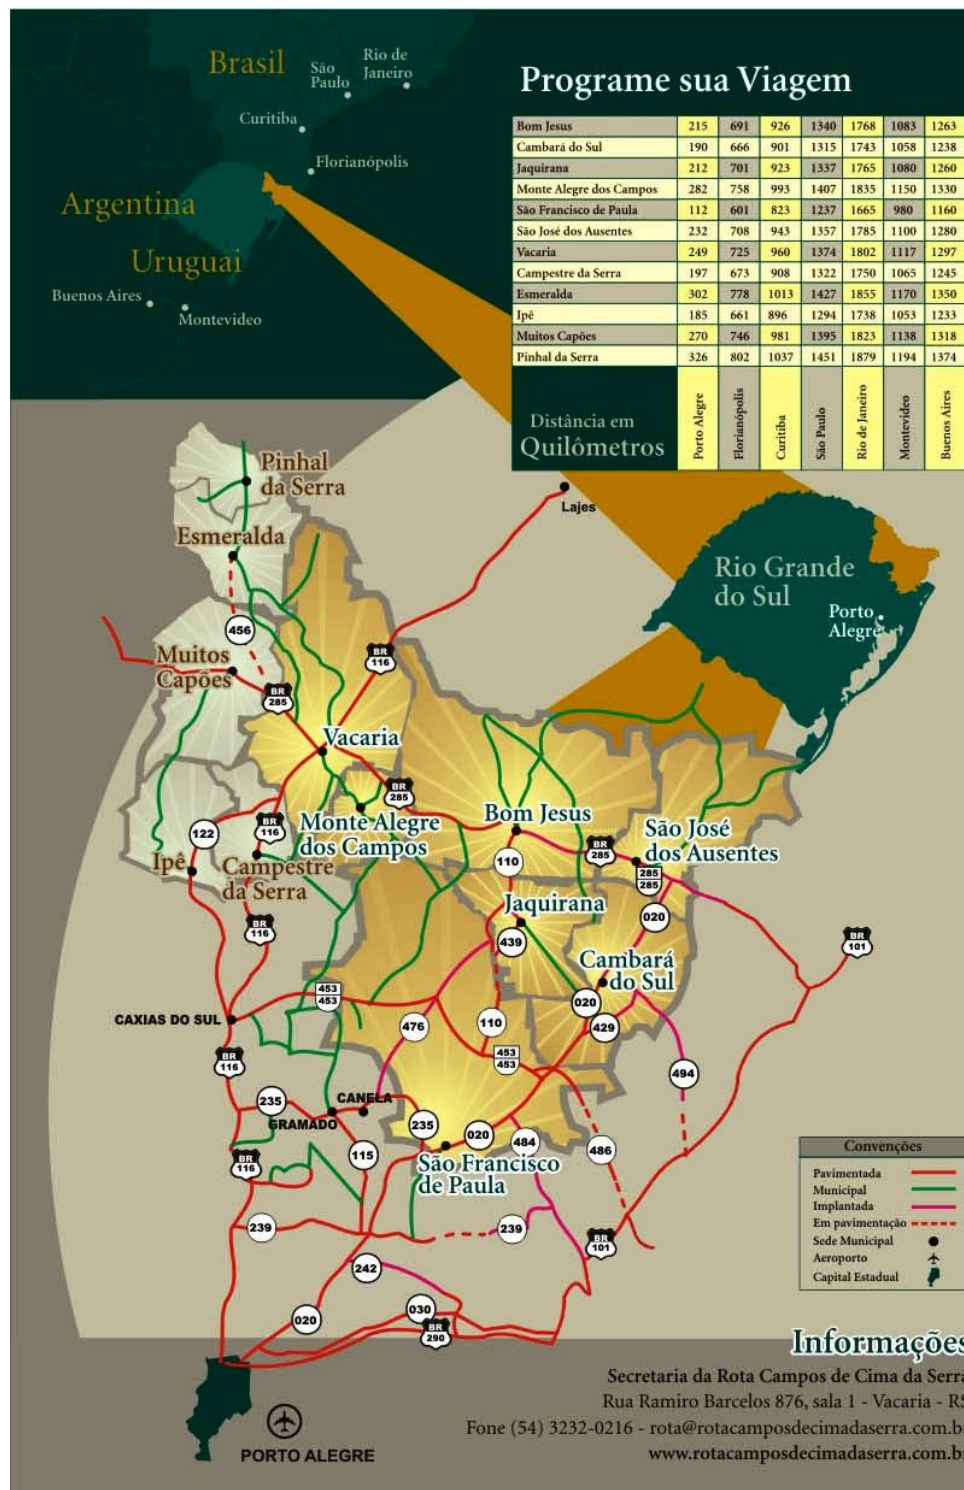 Brasil
São
Paulo
Rio de
Janeiro
Curitiba
Florianópolis
Argentina
Uruguai
Buenos Aires
Montevideo
Programe sua Viagem
Bom Jesus 215 691 926 1340 1768 1083 1263
Cambará do Sul 190 666 901 1315 1743 1058 1238
Jaquirana 212 701 923 1337 1765 1080 1260
Monte Alegre dos Campos 282 758 993 1407 1835 1150 1330
São Francisco de Paula 112 601 823 1237 1665 980 1160
São José dos Ausentes 232 708 943 1357 1785 1100 1280
Vacaria 249 725 960 1374 1802 1117 1297
Campestre da Serra 197 673 908 1322 1750 1065 1245
Esmeralda 302 778 1013 1427 1855 1170 1350
Ipê 185 661 896 1294 1738 1053 1233
Muitos Capões 270 746 981 1395 1823 1138 1318
Pinhal da Serra 326 802 1037 1451 1879 1194 1374
Distância em
Quilômetros
Porto Alegre
Florianópolis
Curitiba
São Paulo
Rio de Janeiro
Montevideo
Buenos Aires
Pinhal
da Serra
Lajes
Esmeralda
Rio Grande
do Sul
Porto
Alegre
456
BR
116
Muitos
Capões
BR
285
Vacaria
BR
285
122
BR
116
Monte Alegre
dos Campos
Bom Jesus
São José
dos Ausentes
BR
285
Ipê
Campestre
da Serra
110
285
285
Jaquirana
020
BR
116
439
BR
101
Cambará
do Sul
453
453
020
CAXIAS DO SUL
476
110
429
BR
116
453
453
494
235
CANELA
GRAMADO
235
020
484
486
115
BR
116
São Francisco
de Paula
239
239
BR
101
242
020
030
BR
290
Convenções
Pavimentada
Municipal
Implantada
Em pavimentação
Sede Municipal
Aeroporto
Capital Estadual
PORTO ALEGRE
Informações
Secretaria da Rota Campos de Cima da Serra
Rua Ramiro Barcelos 876, sala 1 - Vacaria - RS
Fone (54) 3232-0216 - rota@rotacamposdecimadaserra.com.br
www.rotacamposdecimadaserra.com.br